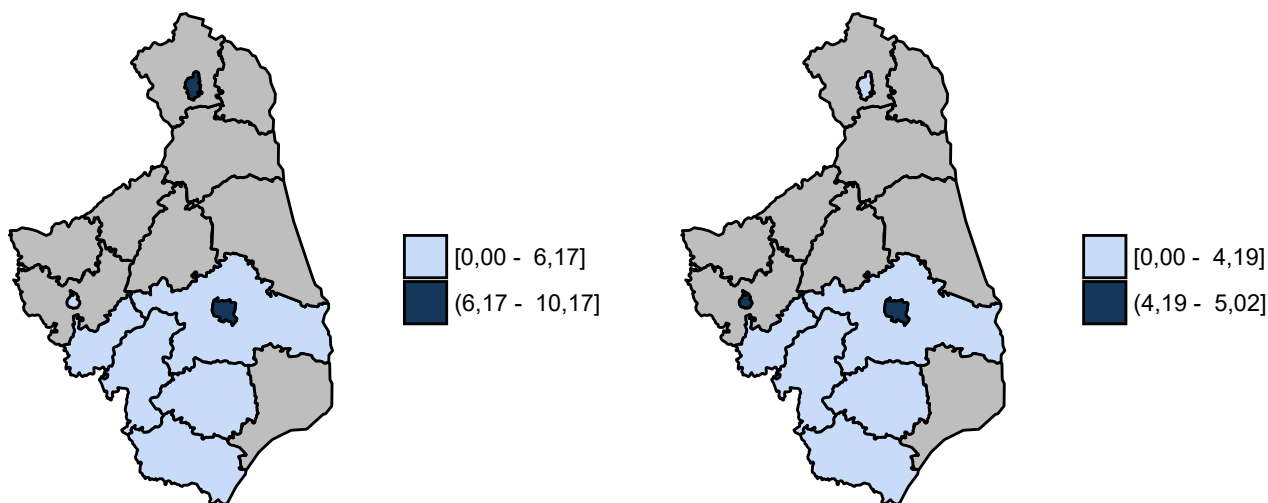 [0,00 -  6,17]
(6,17 -  10,17]
[0,00 -  4,19]
(4,19 -  5,02]